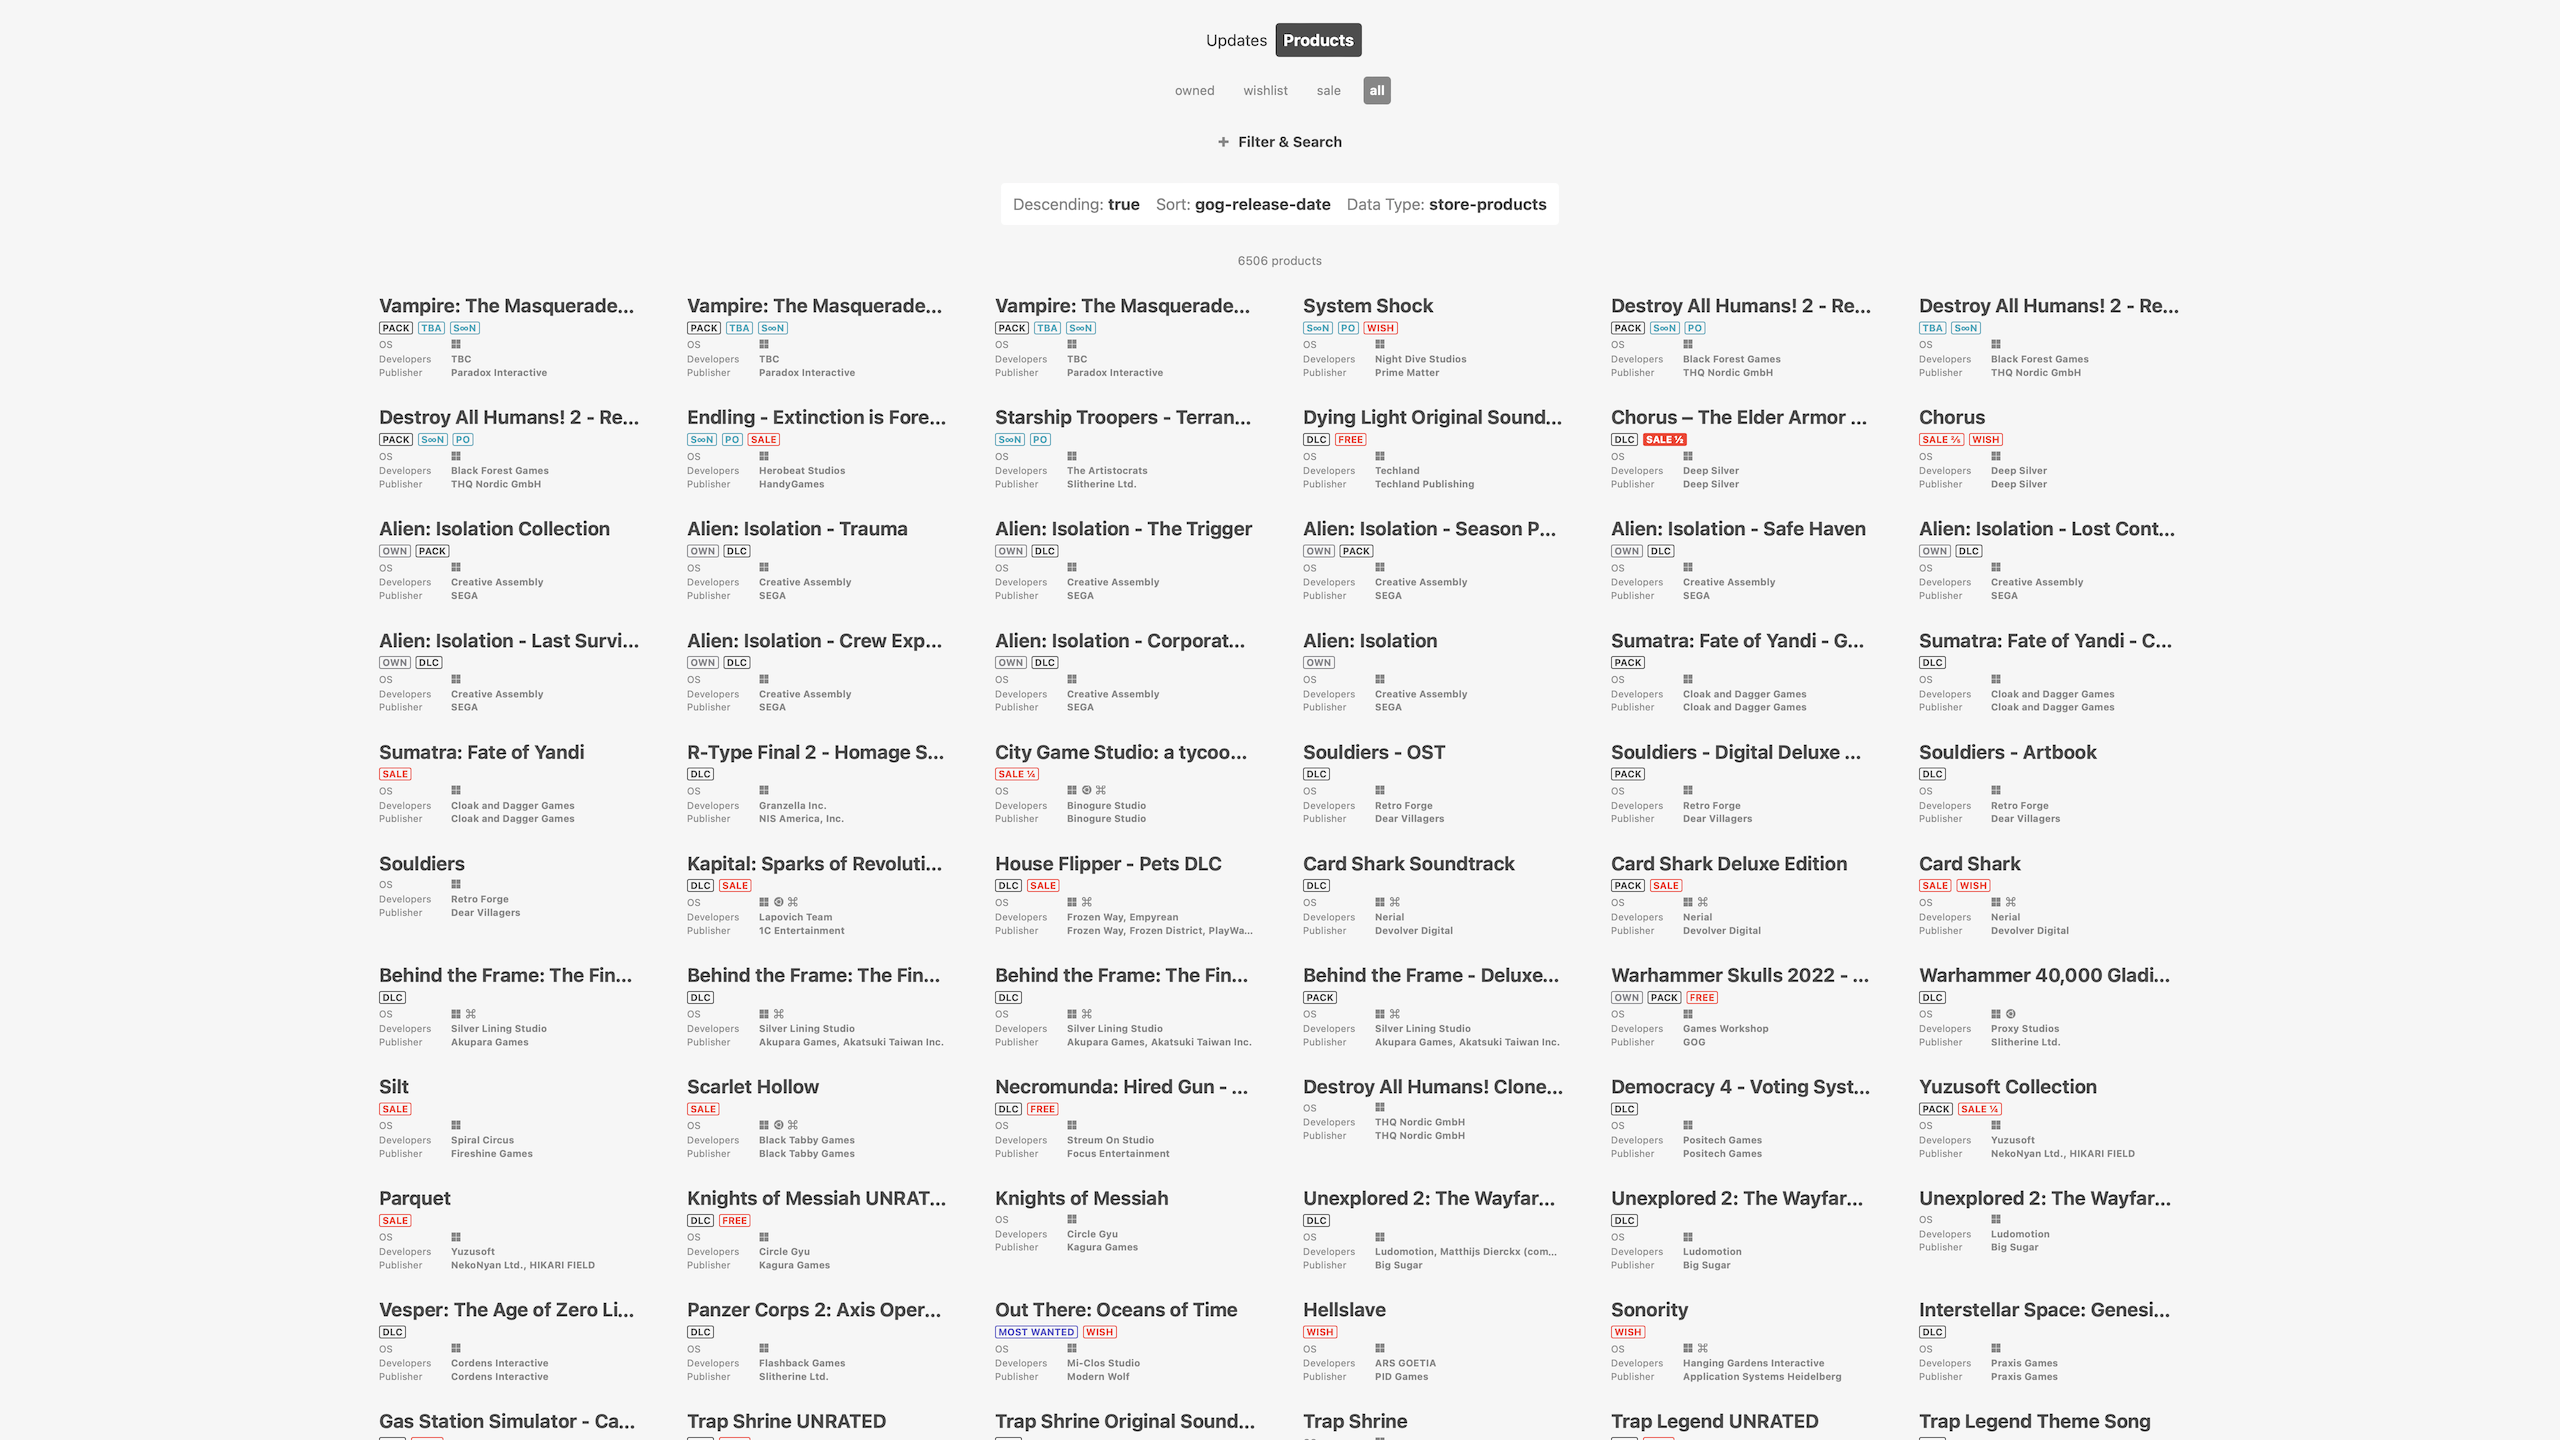 Updates Products
owned wishlist sale all
+ Filter & Search
Descending: true Sort: gog-release-date Data Type: store-products
6506 products
Vampire: The Masquerade...
PACK TBA S∞N
OS
Developers TBC
Publisher Paradox Interactive
Vampire: The Masquerade...
PACK TBA S∞N
OS
Developers TBC
Publisher Paradox Interactive
Vampire: The Masquerade...
PACK TBA S∞N
OS
Developers TBC
Publisher Paradox Interactive
System Shock
S∞N PO WISH
OS
Developers Night Dive Studios
Publisher Prime Matter
Destroy All Humans! 2 - Re...
PACK S∞N PO
OS
Developers Black Forest Games
Publisher THQ Nordic GmbH
Destroy All Humans! 2 - Re...
TBA S∞N
OS
Developers Black Forest Games
Publisher THQ Nordic GmbH
Destroy All Humans! 2 - Re...
PACK S∞N PO
OS
Developers Black Forest Games
Publisher THQ Nordic GmbH
Endling - Extinction is Fore...
S∞N PO SALE
OS
Developers Herobeat Studios
Publisher HandyGames
Starship Troopers - Terran...
S∞N PO
OS
Developers The Artistocrats
Publisher Slitherine Ltd.
Dying Light Original Sound...
DLC FREE
OS
Developers Techland
Publisher Techland Publishing
Chorus – The Elder Armor ...
DLC SALE ½
OS
Developers Deep Silver
Publisher Deep Silver
Chorus
SALE WISH
OS
Developers Deep Silver
Publisher Deep Silver
Alien: Isolation Collection
OWN PACK
OS
Developers Creative Assembly
Publisher SEGA
Alien: Isolation - Trauma
OWN DLC
OS
Developers Creative Assembly
Publisher SEGA
Alien: Isolation - The Trigger
OWN DLC
OS
Developers Creative Assembly
Publisher SEGA
Alien: Isolation - Season P...
OWN PACK
OS
Developers Creative Assembly
Publisher SEGA
Alien: Isolation - Safe Haven
OWN DLC
OS
Developers Creative Assembly
Publisher SEGA
Alien: Isolation - Lost Cont...
OWN DLC
OS
Developers Creative Assembly
Publisher SEGA
Alien: Isolation - Last Survi...
OWN DLC
OS
Developers Creative Assembly
Publisher SEGA
Alien: Isolation - Crew Exp...
OWN DLC
OS
Developers Creative Assembly
Publisher SEGA
Alien: Isolation - Corporat...
OWN DLC
OS
Developers Creative Assembly
Publisher SEGA
Alien: Isolation
OWN
OS
Developers Creative Assembly
Publisher SEGA
Sumatra: Fate of Yandi - G...
PACK
OS
Developers Cloak and Dagger Games
Publisher Cloak and Dagger Games
Sumatra: Fate of Yandi - C...
DLC
OS
Developers Cloak and Dagger Games
Publisher Cloak and Dagger Games
Sumatra: Fate of Yandi
SALE
OS
Developers Cloak and Dagger Games
Publisher Cloak and Dagger Games
R-Type Final 2 - Homage S...
DLC
OS
Developers Granzella Inc.
Publisher NIS America, Inc.
City Game Studio: a tycoo...
SALE ¼
OS
Developers Binogure Studio
Publisher Binogure Studio
Souldiers - OST
DLC
OS
Developers Retro Forge
Publisher Dear Villagers
Souldiers - Digital Deluxe ...
PACK
OS
Developers Retro Forge
Publisher Dear Villagers
Souldiers - Artbook
DLC
OS
Developers Retro Forge
Publisher Dear Villagers
Souldiers
OS
Developers Retro Forge
Publisher Dear Villagers
Kapital: Sparks of Revoluti...
DLC SALE
OS
Developers Lapovich Team
Publisher 1C Entertainment
House Flipper - Pets DLC
DLC SALE
OS
Developers Frozen Way, Empyrean
Publisher Frozen Way, Frozen District, PlayWa...
Card Shark Soundtrack
DLC
OS
Developers Nerial
Publisher Devolver Digital
Card Shark Deluxe Edition
PACK SALE
OS
Developers Nerial
Publisher Devolver Digital
Card Shark
SALE WISH
OS
Developers Nerial
Publisher Devolver Digital
Behind the Frame: The Fin...
DLC
OS
Developers Silver Lining Studio
Publisher Akupara Games
Behind the Frame: The Fin...
DLC
OS
Developers Silver Lining Studio
Publisher Akupara Games, Akatsuki Taiwan Inc.
Behind the Frame: The Fin...
DLC
OS
Developers Silver Lining Studio
Publisher Akupara Games, Akatsuki Taiwan Inc.
Behind the Frame - Deluxe...
PACK
OS
Developers Silver Lining Studio
Publisher Akupara Games, Akatsuki Taiwan Inc.
Warhammer Skulls 2022 - ...
OWN PACK FREE
OS
Developers Games Workshop
Publisher GOG
Warhammer 40,000 Gladi...
DLC
OS
Developers Proxy Studios
Publisher Slitherine Ltd.
Silt
SALE
OS
Developers Spiral Circus
Publisher Fireshine Games
Scarlet Hollow
SALE
OS
Developers Black Tabby Games
Publisher Black Tabby Games
Necromunda: Hired Gun - ...
DLC FREE
OS
Developers Streum On Studio
Publisher Focus Entertainment
Destroy All Humans! Clone...
OS
Developers THQ Nordic GmbH
Publisher THQ Nordic GmbH
Democracy 4 - Voting Syst...
DLC
OS
Developers Positech Games
Publisher Positech Games
Yuzusoft Collection
PACK SALE ¼
OS
Developers Yuzusoft
Publisher NekoNyan Ltd., HIKARI FIELD
Parquet
SALE
OS
Developers Yuzusoft
Publisher NekoNyan Ltd., HIKARI FIELD
Knights of Messiah UNRAT...
DLC FREE
OS
Developers Circle Gyu
Publisher Kagura Games
Knights of Messiah
OS
Developers Circle Gyu
Publisher Kagura Games
Unexplored 2: The Wayfar...
DLC
OS
Developers Ludomotion, Matthijs Dierckx (com...
Publisher Big Sugar
Unexplored 2: The Wayfar...
DLC
OS
Developers Ludomotion
Publisher Big Sugar
Unexplored 2: The Wayfar...
OS
Developers Ludomotion
Publisher Big Sugar
Vesper: The Age of Zero Li...
DLC
OS
Developers Cordens Interactive
Publisher Cordens Interactive
Panzer Corps 2: Axis Oper...
DLC
OS
Developers Flashback Games
Publisher Slitherine Ltd.
Out There: Oceans of Time
MOST WANTED WISH
OS
Developers Mi-Clos Studio
Publisher Modern Wolf
Hellslave
WISH
OS
Developers ARS GOETIA
Publisher PID Games
Sonority
WISH
OS
Developers Hanging Gardens Interactive
Publisher Application Systems Heidelberg
Interstellar Space: Genesi...
DLC
OS
Developers Praxis Games
Publisher Praxis Games
Gas Station Simulator - Ca...
Trap Shrine UNRATED
Trap Shrine Original Sound...
Trap Shrine
Trap Legend UNRATED
Trap Legend Theme Song